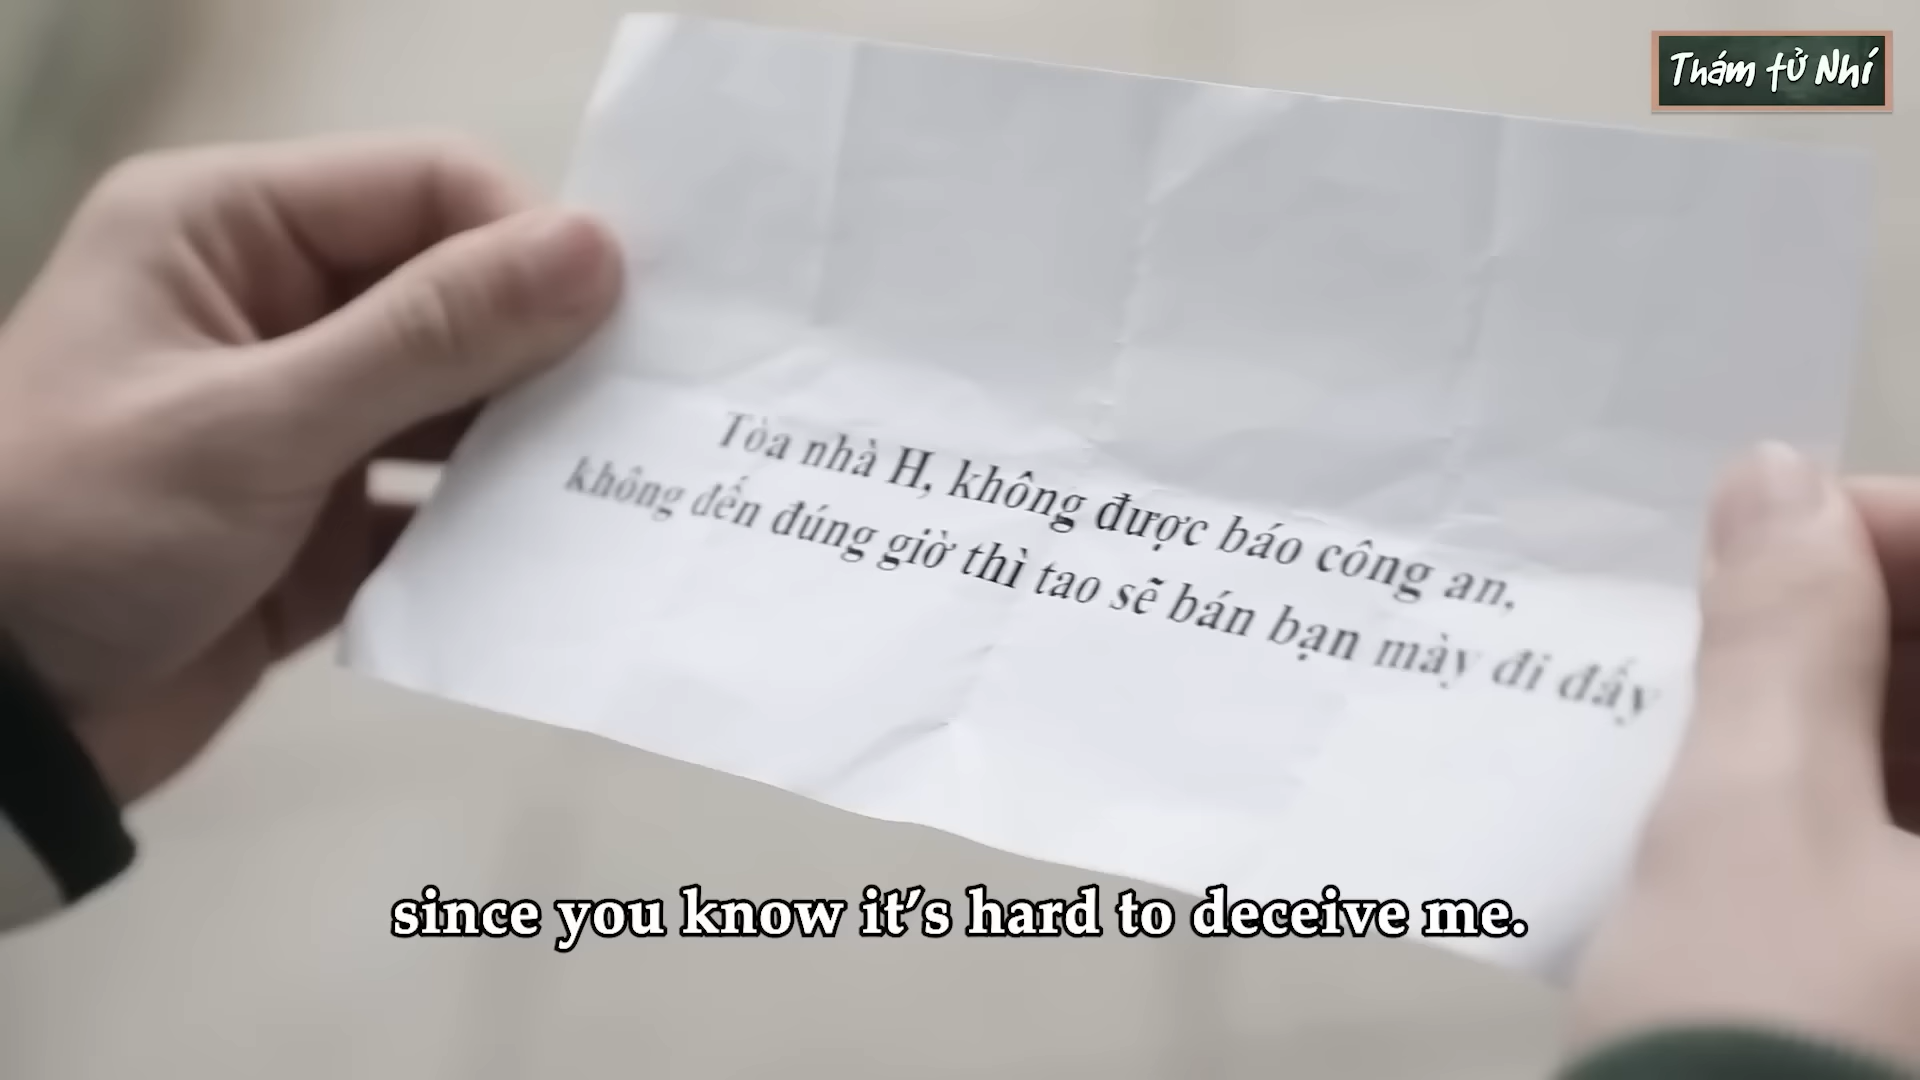 Thám tử Nhí
Tòa nhà H, không được báo công an,
không đến đúng giờ thì tao sẽ bán bạn mày đi đấy
since you know it's hard to deceive me.